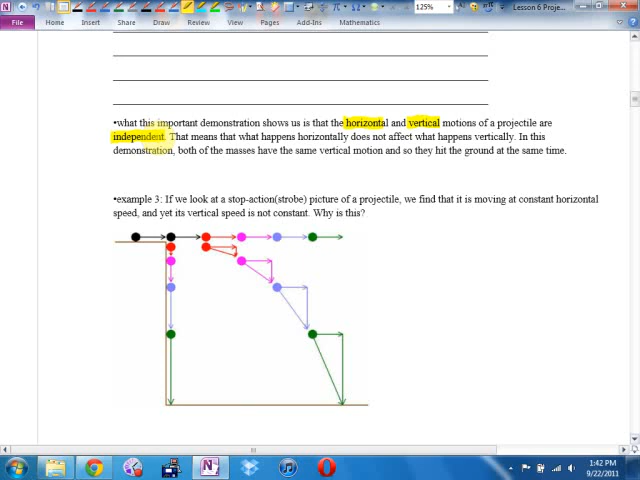 Insert Share Draw Review Pages Add-Ins Mathematics
125%
Lesson 6 Proje...
•what this important demonstration shows us is that the horizontal and vertical motions of a projectile are
independent. That means that what happens horizontally does not affect what happens vertically. In this
demonstration, both of the masses have the same vertical motion and so they hit the ground at the same time.
•example 3: If we look at a stop-action(strobe) picture of a projectile, we find that it is moving at constant horizontal
speed, and yet its vertical speed is not constant. Why is this?
1:42 PM
9/22/2011